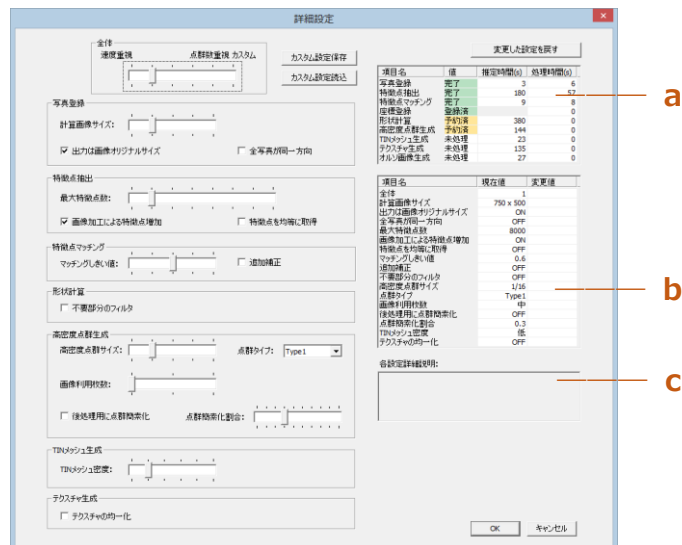 詳細設定
×
全体
速度重視 点群数重視 カスタム
カスタム設定保存
カスタム設定読込
写真登録
計算画像サイズ:
出力は画像オリジナルサイズ
全写真が同一方向
特徴点抽出
最大特徴点数:
画像加工による特徴点増加
特徴点を均等に取得
特徴点マッチング
マッチングしきい値:
追加補正
形状計算
不要部分のフィルタ
高密度点群生成
高密度点群サイズ:
点群タイプ: Type1
画像利用枚数:
後処理用に点群簡素化
点群簡素化割合:
TINメッシュ生成
TINメッシュ密度:
テクスチャ生成
テクスチャの均一化
変更した設定を戻す
項目名 値 推定時間(s) 処理時間(s)
写真登録 完了 3 6
特徴点抽出 完了 180 57
特徴点マッチング 完了 9 8
座標登録 登録済 0
形状計算 予約済 380 0
高密度点群生成 予約済 144 0
TINメッシュ生成 未処理 23 0
テクスチャ生成 未処理 135 0
オルソ画像生成 未処理 27 0
a
項目名 現在値 変更値
全体 1
計算画像サイズ 750 x 500
出力は画像オリジナルサイズ ON
全写真が同一方向 OFF
最大特徴点数 8000
画像加工による特徴点増加 ON
特徴点を均等に取得 OFF
マッチングしきい値 0.6
追加補正 OFF
不要部分のフィルタ OFF
高密度点群サイズ 1/16
点群タイプ Type1
画像利用枚数 中
後処理用に点群簡素化 OFF
点群簡素化割合 0.3
TINメッシュ密度 低
テクスチャの均一化 OFF
b
各設定詳細説明:
c
OK
キャンセル